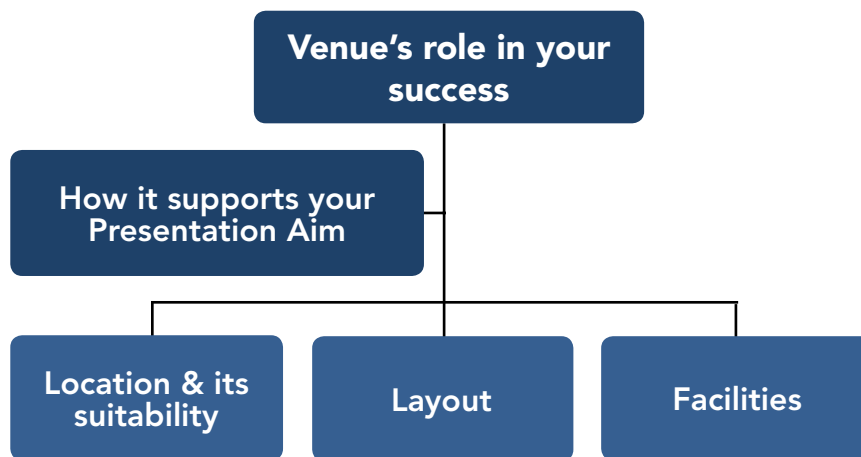 Venue's role in your
success
How it supports your
Presentation Aim
Location & its
suitability
Layout
Facilities